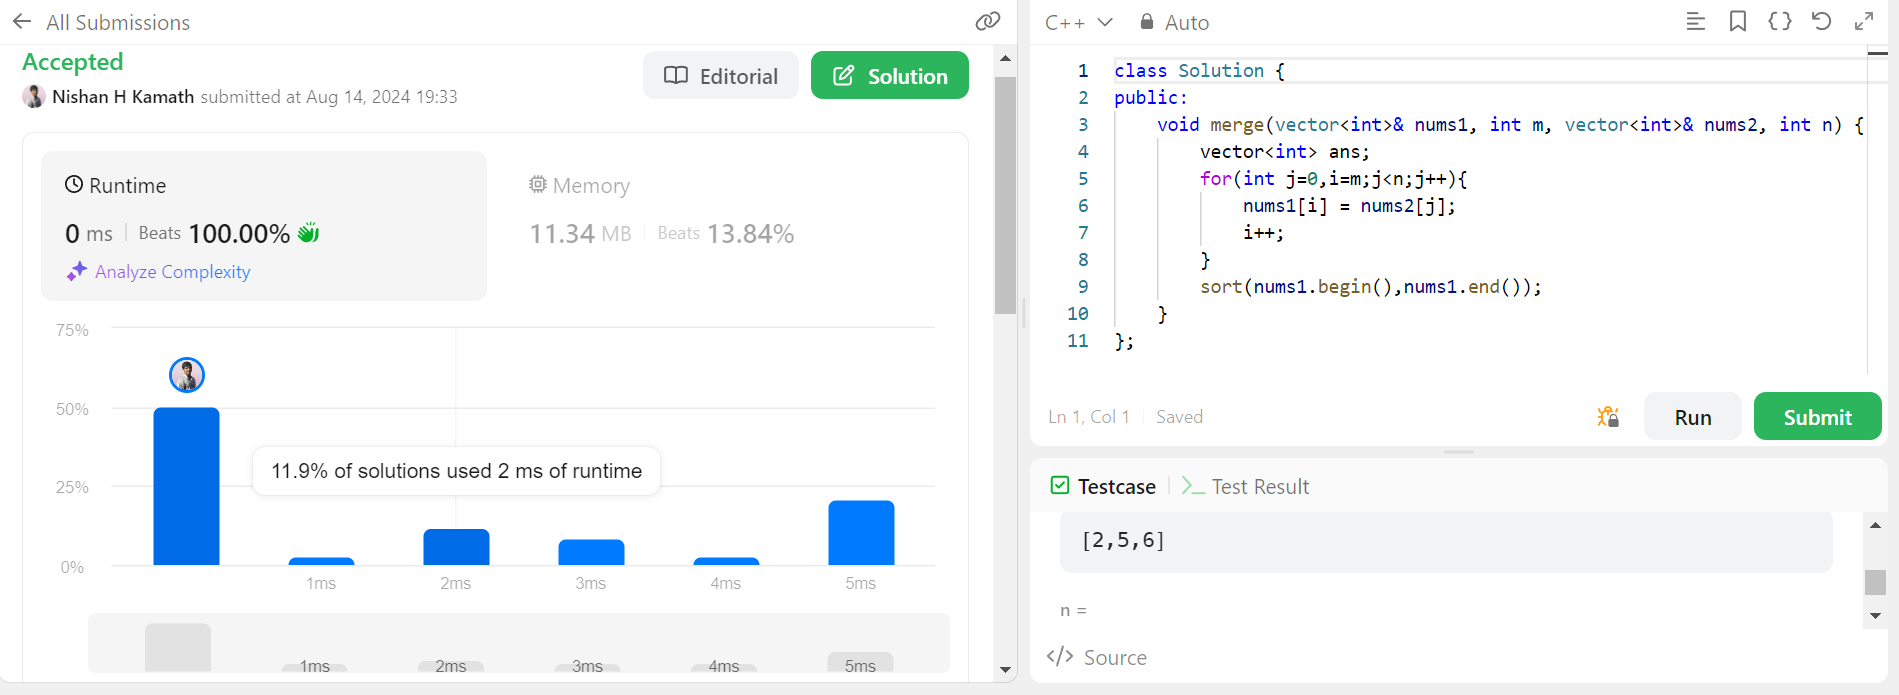 All Submissions
Accepted
Editorial
Solution
Nishan H Kamath submitted at Aug 14, 2024 19:33
Runtime
0 ms | Beats 100.00%
Analyze Complexity
Memory
11.34 MB | Beats 13.84%
75%
50%
25%
0%
11.9% of solutions used 2 ms of runtime
1ms 2ms 3ms 4ms 5ms
1ms 2ms 3ms 4ms 5ms
C++ Auto
1 class Solution {
2 public:
3     void merge(vector<int>& nums1, int m, vector<int>& nums2, int n) {
4         vector<int> ans;
5         for(int j=0,i=m;j<n;j++){
6             nums1[i] = nums2[j];
7             i++;
8         }
9         sort(nums1.begin(),nums1.end());
10     }
11 };
Ln 1, Col 1 | Saved
Run
Submit
Testcase | Test Result
[2,5,6]
n =
Source